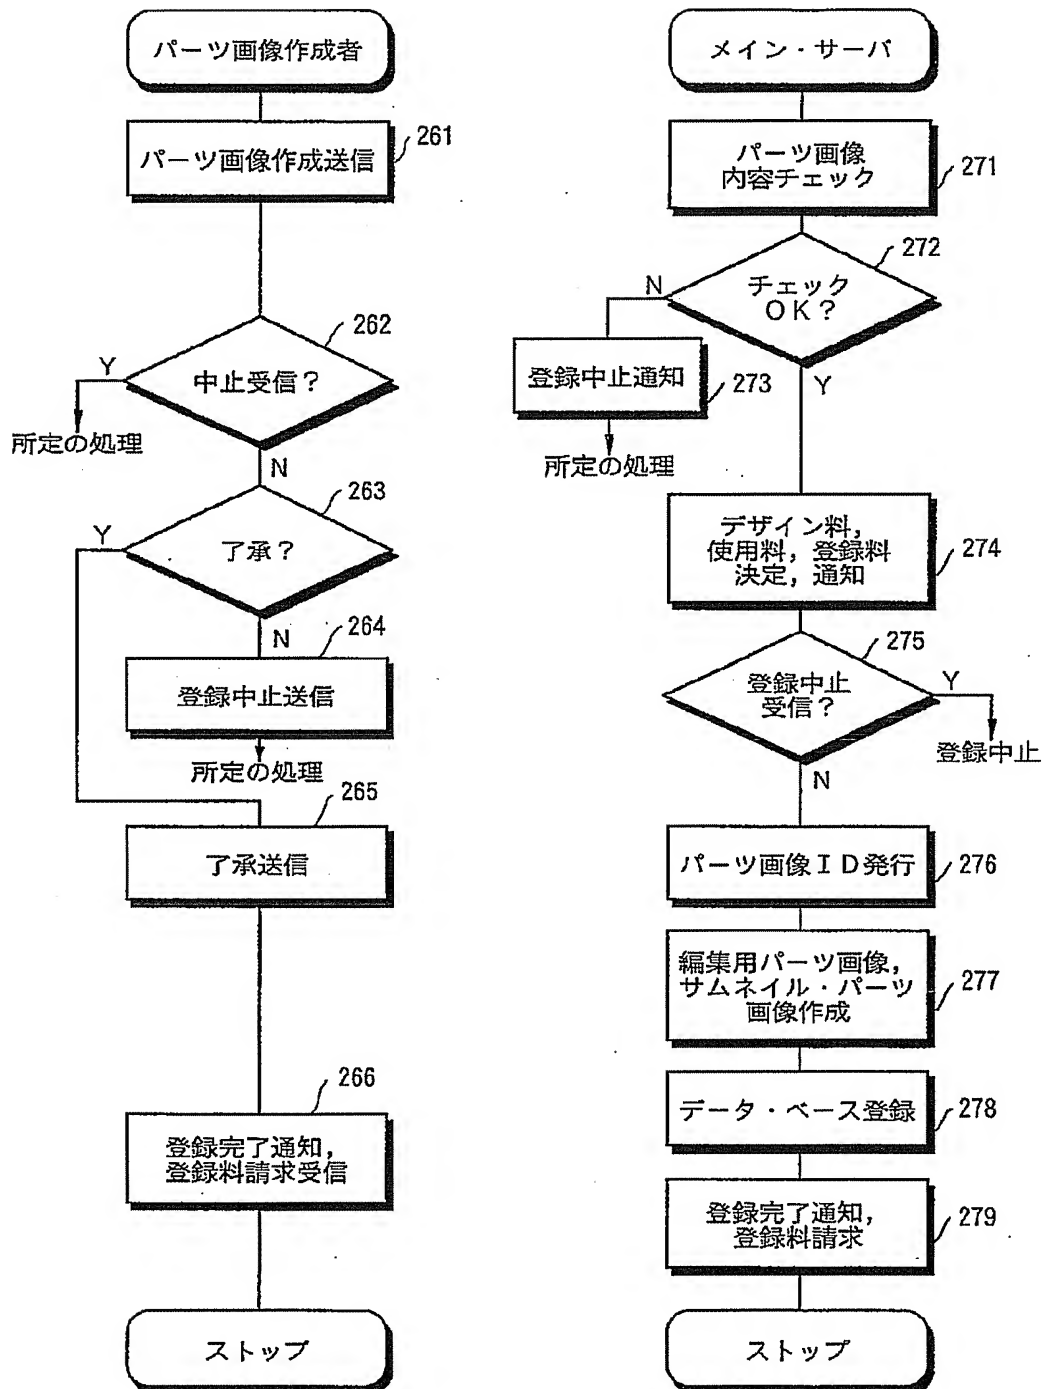 パーツ画像作成者
パーツ画像作成送信
261
中止受信?
262
Y
所定の処理
N
了承?
263
Y
N
264
登録中止送信
所定の処理
265
了承送信
266
登録完了通知,
登録料請求受信
ストップ
メイン・サーバ
パーツ画像
内容チェック
271
272
チェック
OK?
N
登録中止通知
273
所定の処理
Y
デザイン料,
使用料,登録料
決定,通知
274
275
登録中止
受信?
Y
登録中止
N
パーツ画像ID発行
276
編集用パーツ画像,
サムネイル・パーツ
画像作成
277
データ・ベース登録
278
登録完了通知,
登録料請求
279
ストップ